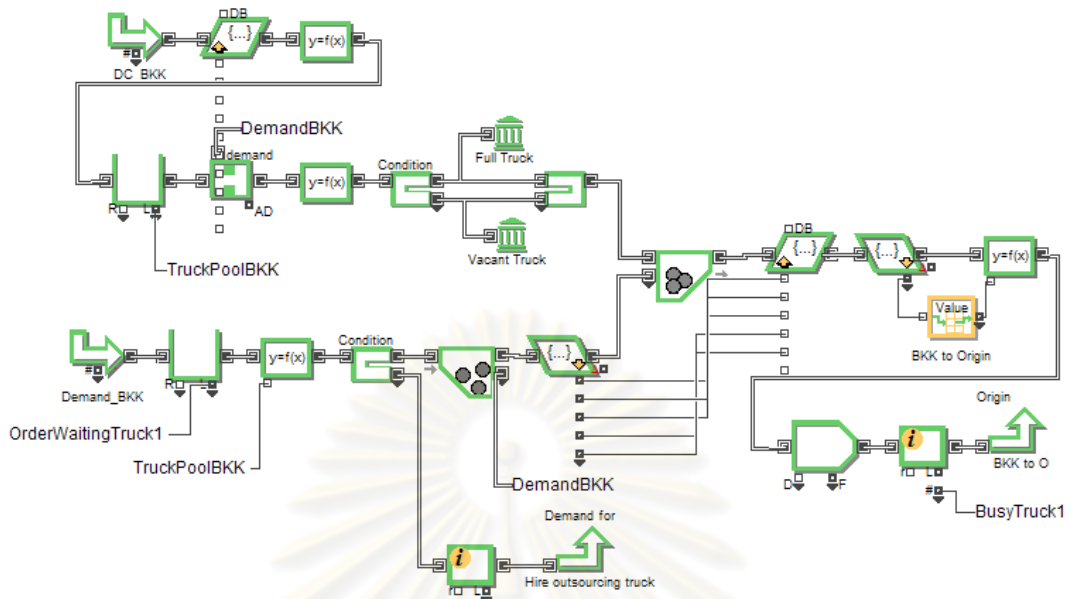 DB
{...}
y=f(x)
#
DC_BKK
DemandBKK
demand
y=f(x)
Condition
Full Truck
R
L
AD
Vacant Truck
TruckPoolBKK
DB
{...}
{...}
y=f(x)
Value
BKK to Origin
Condition
y=f(x)
{...}
#
Demand_BKK
R
L
OrderWaitingTruck1
TruckPoolBKK
DemandBKK
Origin
i
BKK to O
D
F
r
L
#
BusyTruck1
Demand for
i
Hire outsourcing truck
r
L